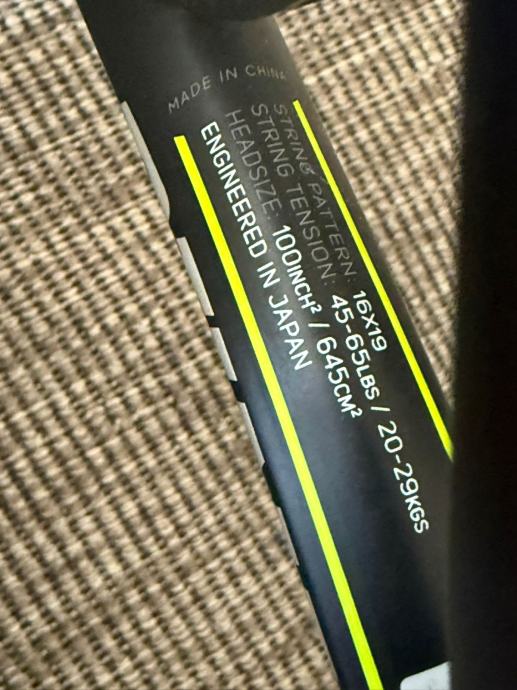 MADE IN CHINA
STRING PATTERN: 16X19
STRING TENSION: 45-65LBS / 20-29KGS
HEADSIZE: 100INCH² / 645CM²
ENGINEERED IN JAPAN